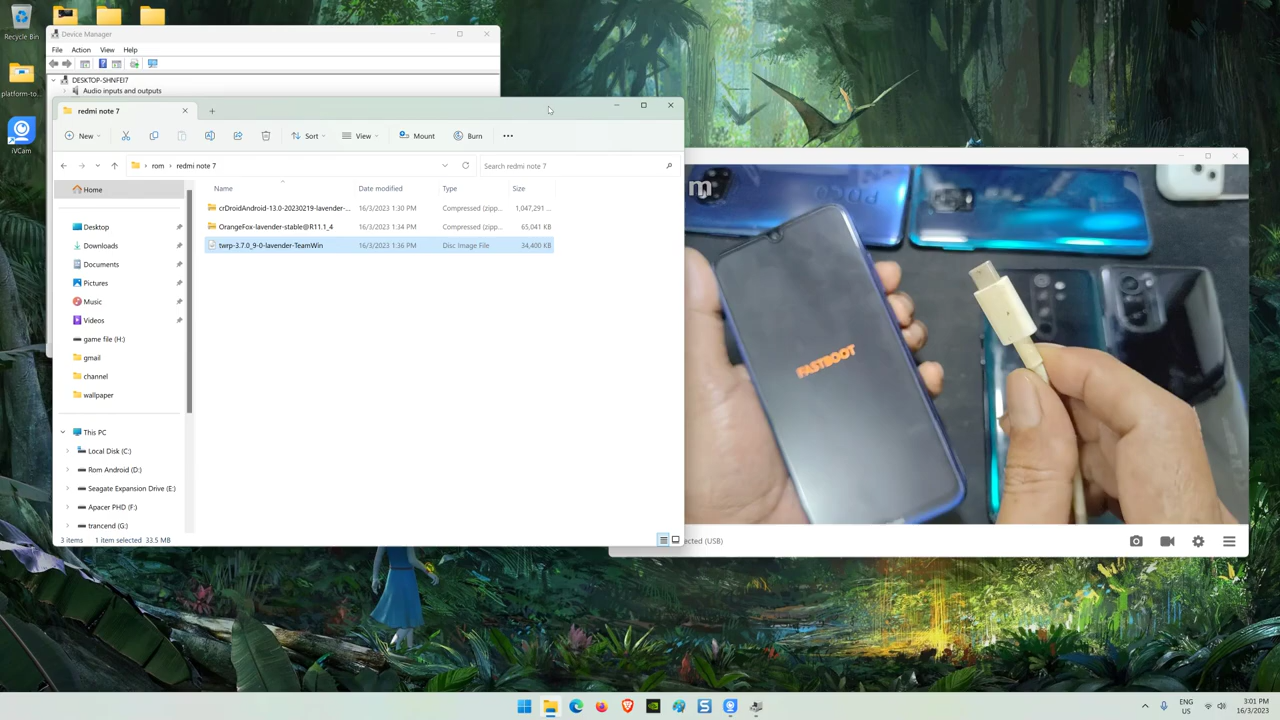 Recycle Bin
platform-to...
iVCam
Device Manager
File Action View Help
DESKTOP-SHNFEI7
Audio inputs and outputs
redmi note 7
New
Sort
View
Mount
Burn
rom › redmi note 7
Search redmi note 7
Name
Date modified
Type
Size
crDroidAndroid-13.0-20230219-lavender-... 16/3/2023 1:30 PM Compressed (zipp... 1,047,291 ...
OrangeFox-lavender-stable@R11.1_4 16/3/2023 1:34 PM Compressed (zipp... 65,041 KB
twrp-3.7.0_9-0-lavender-TeamWin 16/3/2023 1:36 PM Disc Image File 34,400 KB
Home
Desktop
Downloads
Documents
Pictures
Music
Videos
game file (H:)
gmail
channel
wallpaper
This PC
Local Disk (C:)
Rom Android (D:)
Seagate Expansion Drive (E:)
Apacer PHD (F:)
trancend (G:)
3 items 1 item selected 33.5 MB
m
POCO
FASTBOOT
ected (USB)
ENG
US
3:01 PM
16/3/2023